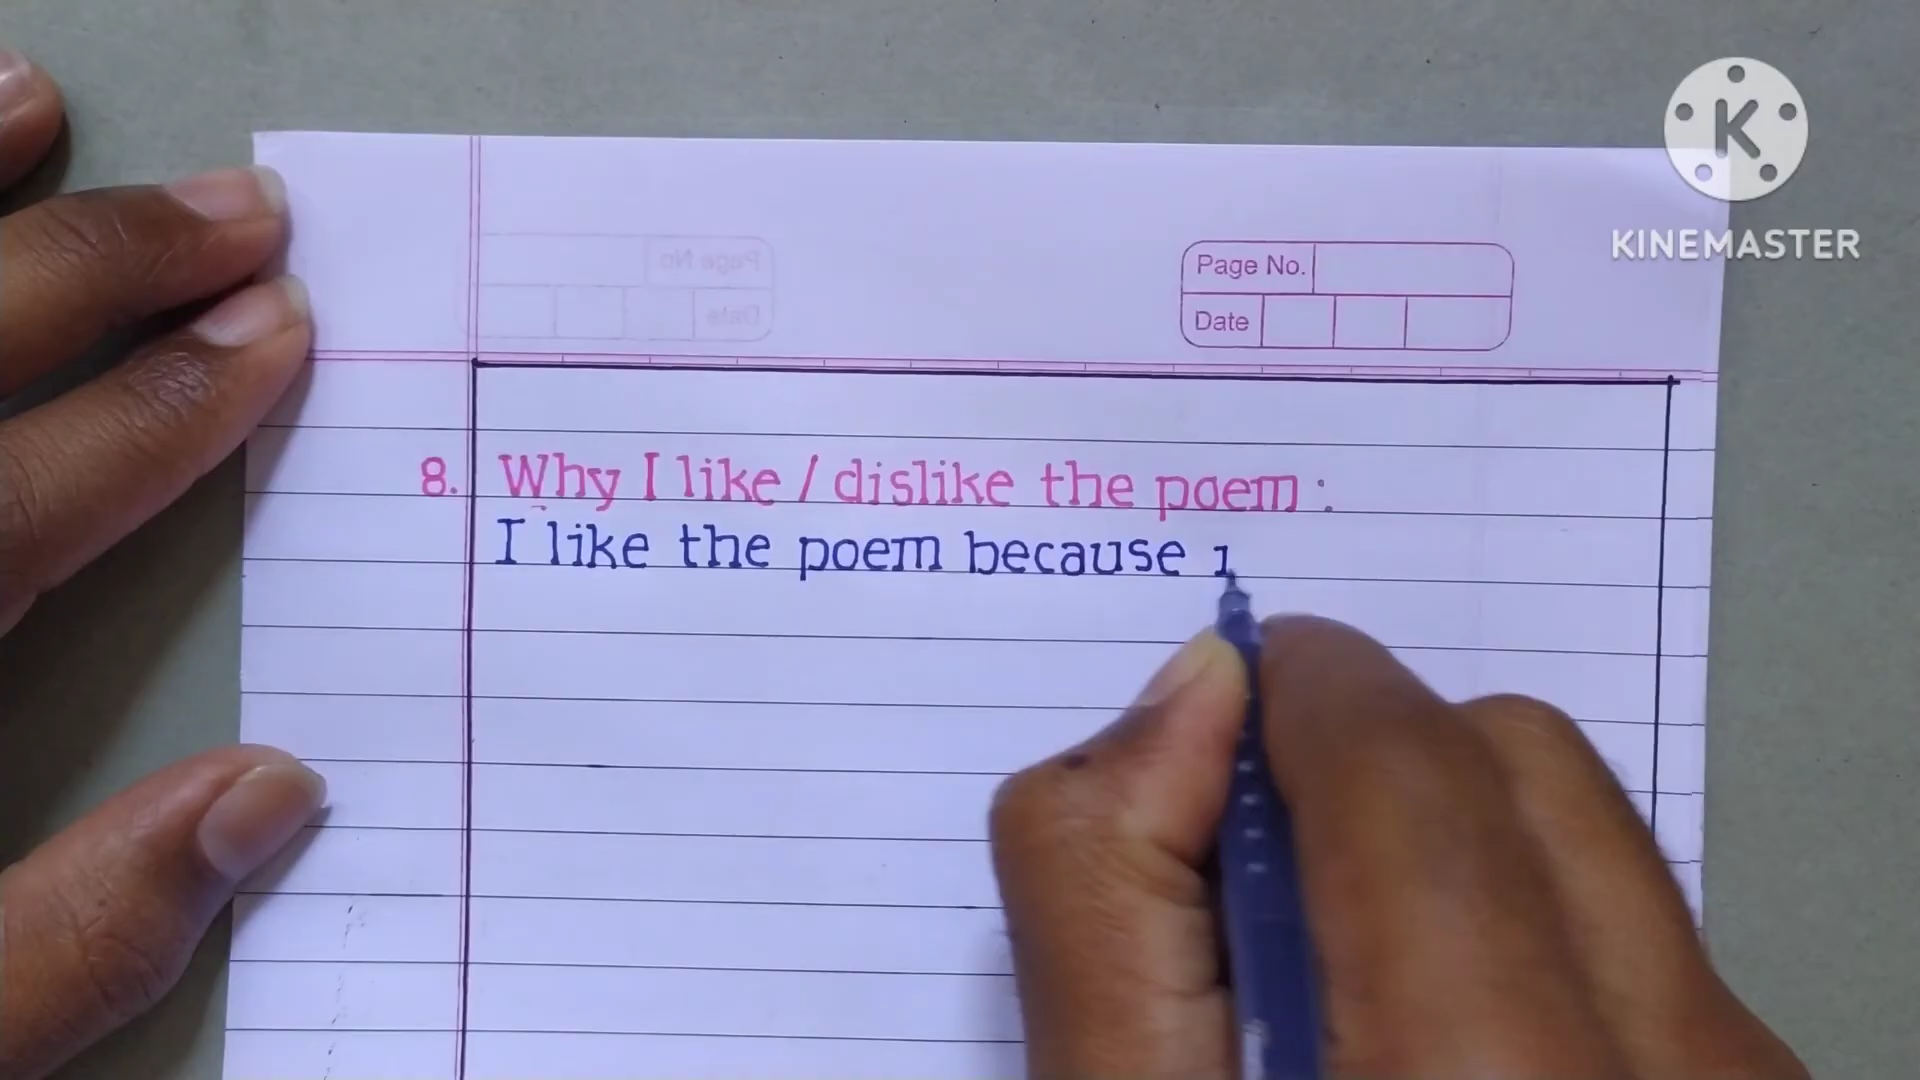 K
KINEMASTER
Page No.
Date
8. Why I like / dislike the poem :
I like the poem because